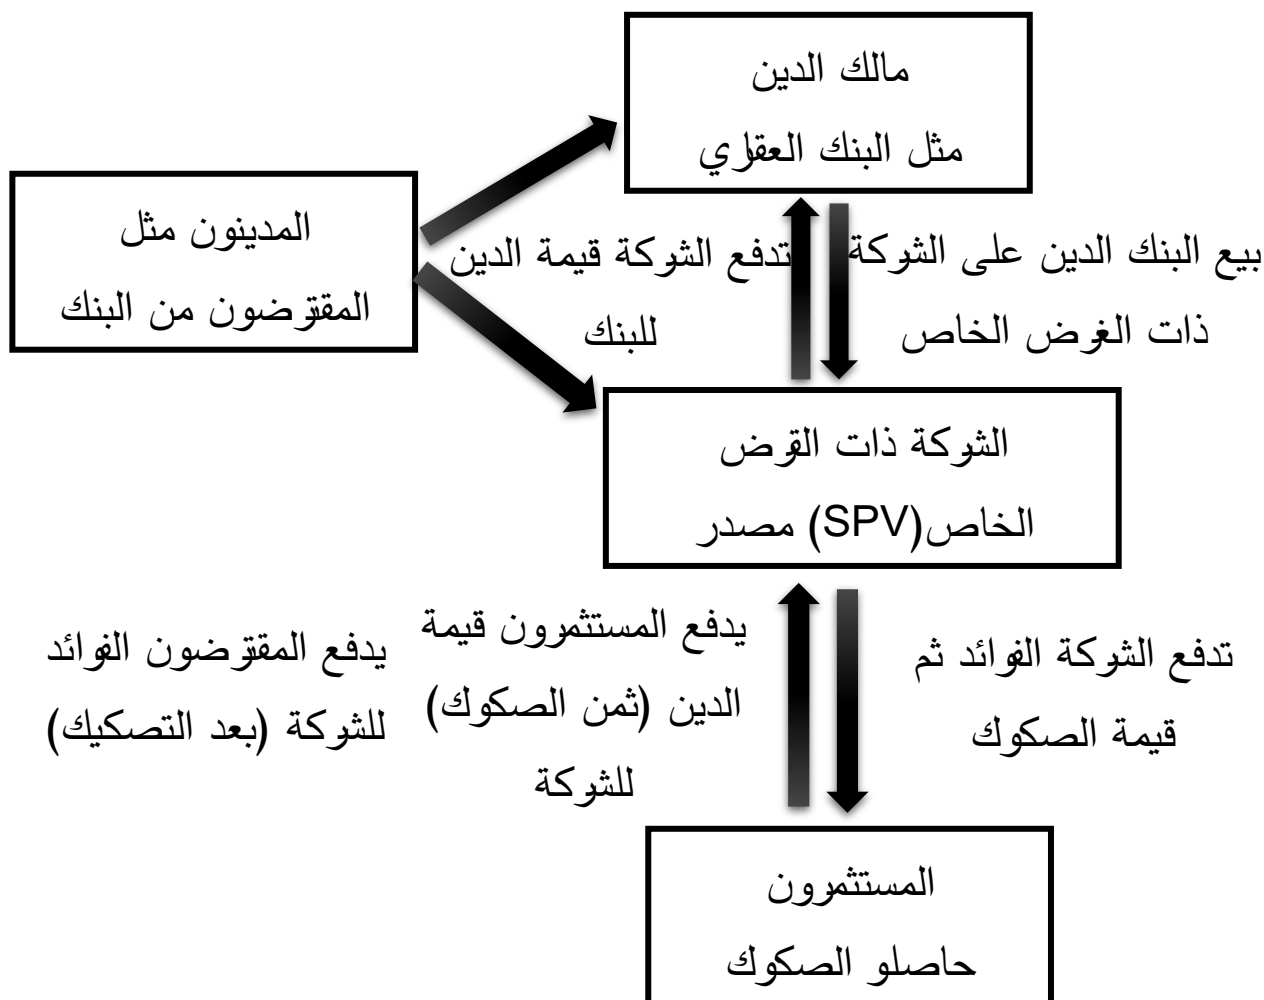 مالك الدين
مثل البنك العقاري
المدينون مثل
المقترضون من البنك
تدفع الشركة قيمة الدين
للبنك
بيع البنك الدين على الشركة
ذات الغرض الخاص
الشركة ذات القرض
الخاص(SPV) مصدر
يدفع المقترضون الفوائد
للشركة (بعد التصكيك)
يدفع المستثمرون قيمة
الدين (ثمن الصكوك)
للشركة
تدفع الشركة الفوائد ثم
قيمة الصكوك
المستثمرون
حاصلو الصكوك